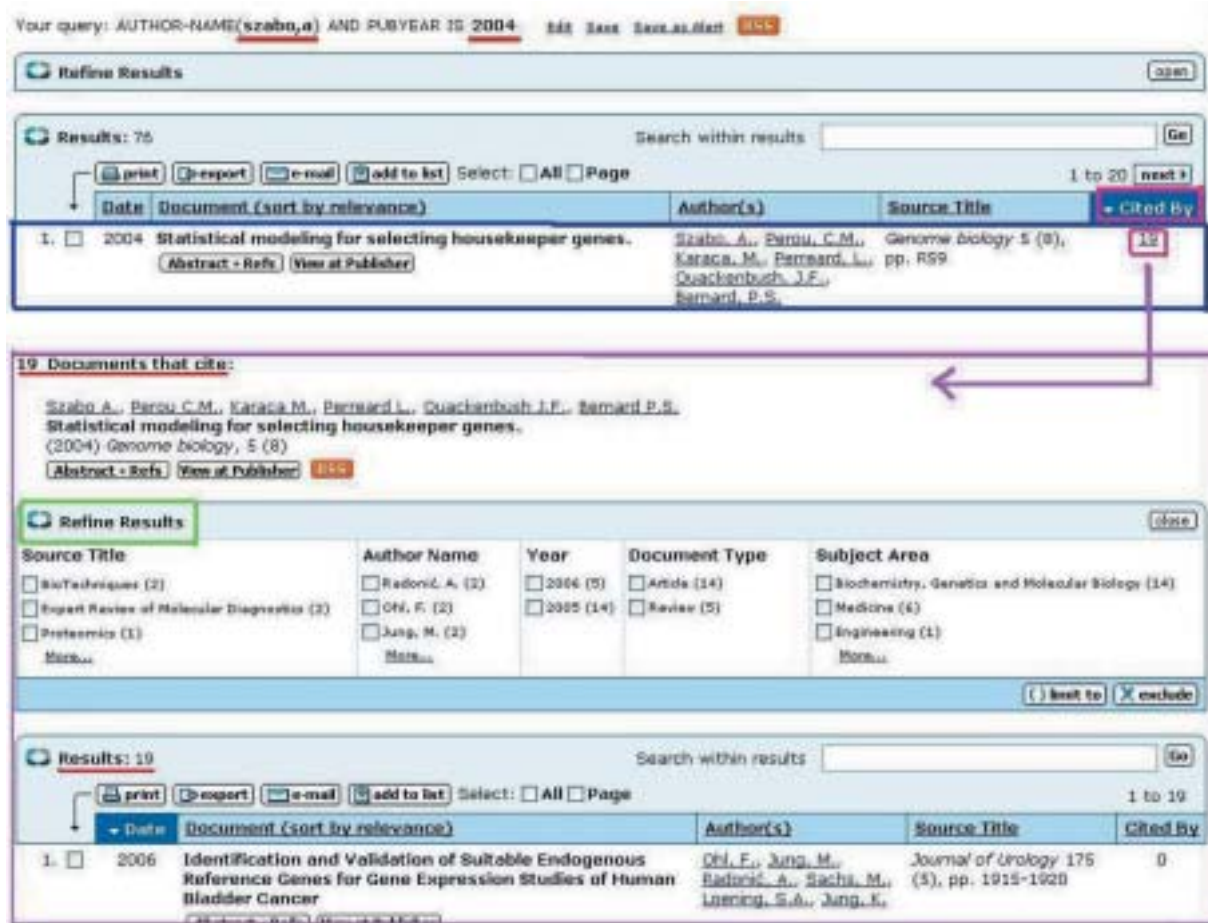 Your query: AUTHOR-NAME(szabo,a) AND PUBYEAR IS 2004 Edit Save Save as Alert RSS
Refine Results open
Results: 76 Search within results Go
print export e-mail add to list Select: All Page 1 to 20 next
Date Document (sort by relevance) Author(s) Source Title Cited By
1. 2004 Statistical modeling for selecting housekeeper genes. Szabo, A., Perou, C.M., Genome biology 5 (8), 19
Abstract + Refs View at Publisher Karaca, M., Perreard, L., pp. R59
Quackenbush, J.F.,
Bernard, P.S.
19 Documents that cite:
Szabo A., Perou C.M., Karaca M., Perreard L., Quackenbush J.F., Bernard P.S.
Statistical modeling for selecting housekeeper genes.
(2004) Genome biology, 5 (8)
Abstract + Refs View at Publisher RSS
Refine Results close
Source Title Author Name Year Document Type Subject Area
BioTechniques (2) Radonić, A. (2) 2006 (5) Article (14) Biochemistry, Genetics and Molecular Biology (14)
Expert Review of Molecular Diagnostics (2) Ohl, F. (2) 2005 (14) Review (5) Medicine (6)
Proteomics (1) Jung, M. (2) Engineering (1)
More... More... More...
limit to exclude
Results: 19 Search within results Go
print export e-mail add to list Select: All Page 1 to 19
Date Document (sort by relevance) Author(s) Source Title Cited By
1. 2006 Identification and Validation of Suitable Endogenous Ohl, F., Jung, M., Journal of Urology 175 0
Reference Genes for Gene Expression Studies of Human Radonić, A., Sachs, M., (5), pp. 1915-1920
Bladder Cancer Loening, S.A., Jung, K.
Abstract + Refs View at Publisher